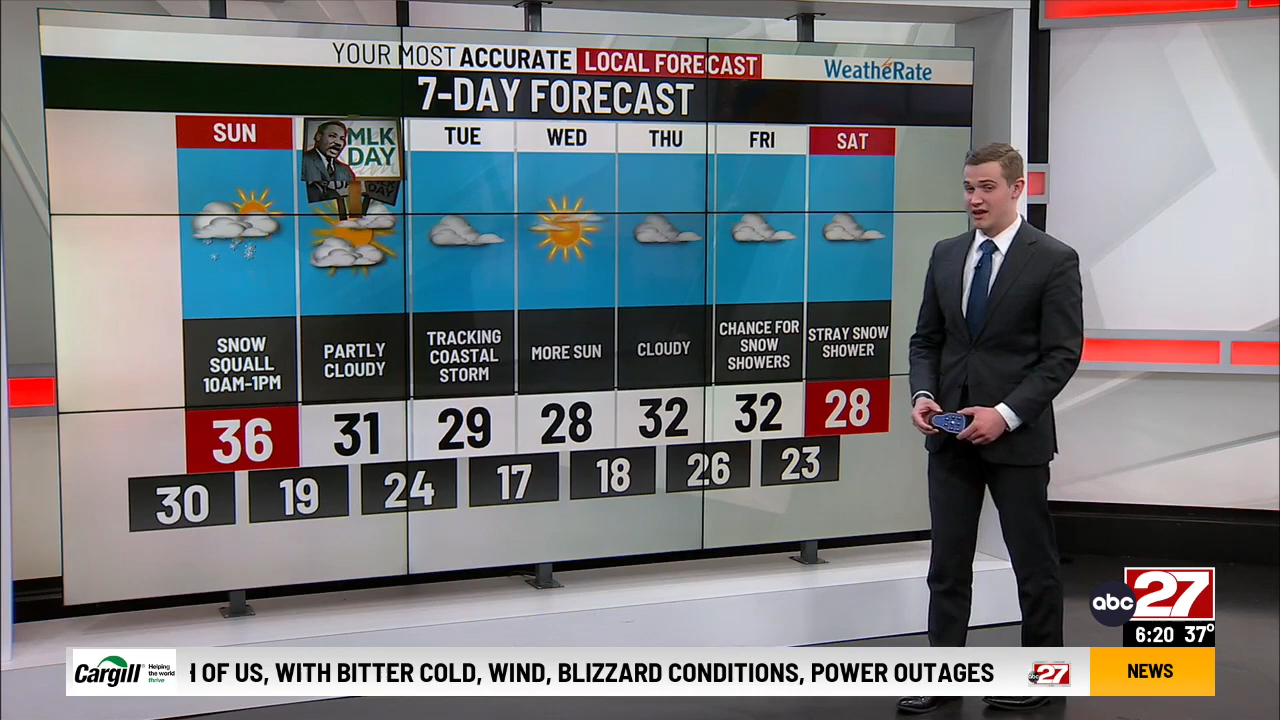 YOUR MOST ACCURATE LOCAL FORECAST
WeatheRate
7-DAY FORECAST
SUN
MLK
DAY
TUE
WED
THU
FRI
SAT
SNOW
SQUALL
10AM-1PM
PARTLY
CLOUDY
TRACKING
COASTAL
STORM
MORE SUN
CLOUDY
CHANCE FOR
SNOW
SHOWERS
STRAY SNOW
SHOWER
36
31
29
28
32
32
28
30
19
24
17
18
26
23
abc 27
6:20 37°
Cargill
Helping
the world
thrive
OF US, WITH BITTER COLD, WIND, BLIZZARD CONDITIONS, POWER OUTAGES
abc 27
NEWS